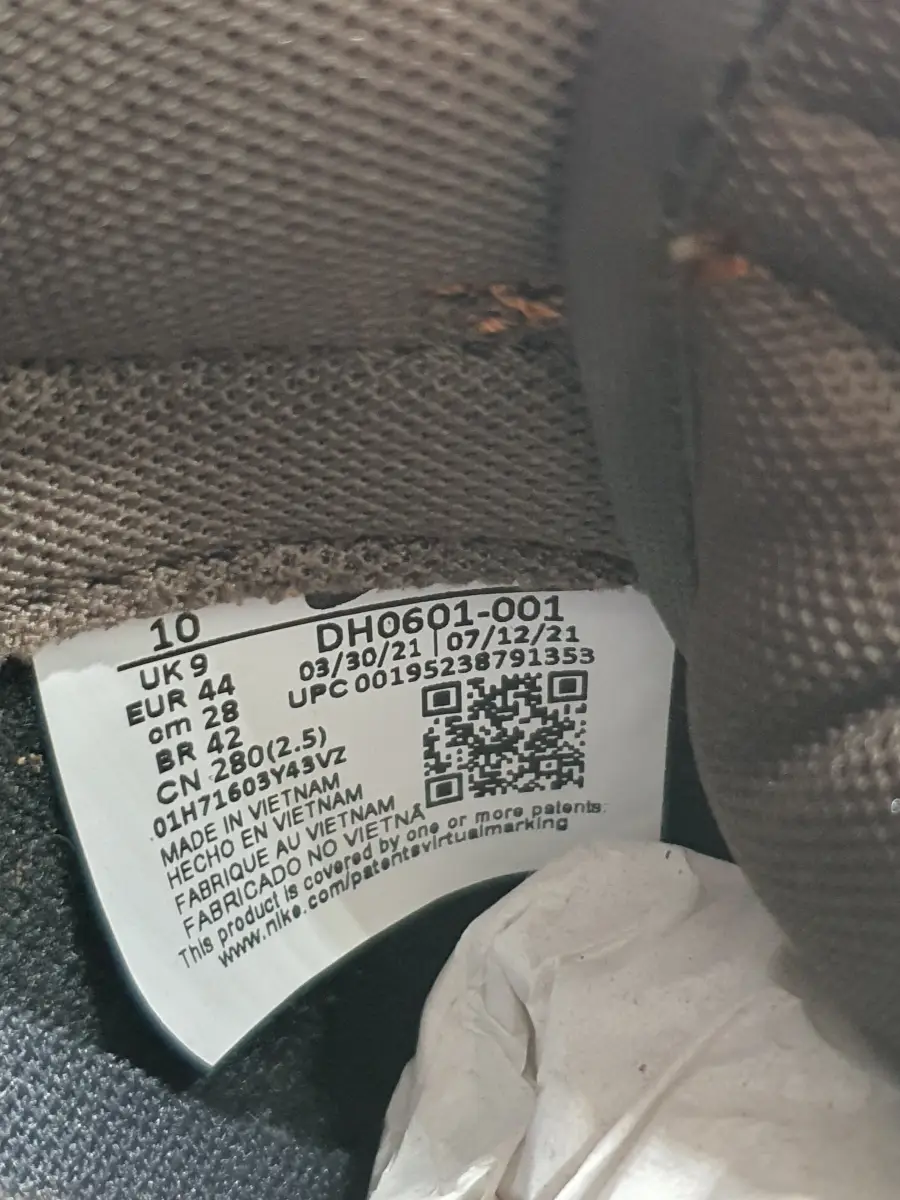 10
DH0601-001
UK 9
03/30/21 | 07/12/21
EUR 44
UPC 00195238791353
cm 28
BR 42
CN 280(2.5)
01H71603Y43VZ
MADE IN VIETNAM
HECHO EN VIETNAM
FABRIQUE AU VIETNAM
FABRICADO NO VIETNÃ
This product is covered by one or more patents:
www.nike.com/patentsvirtualmarking